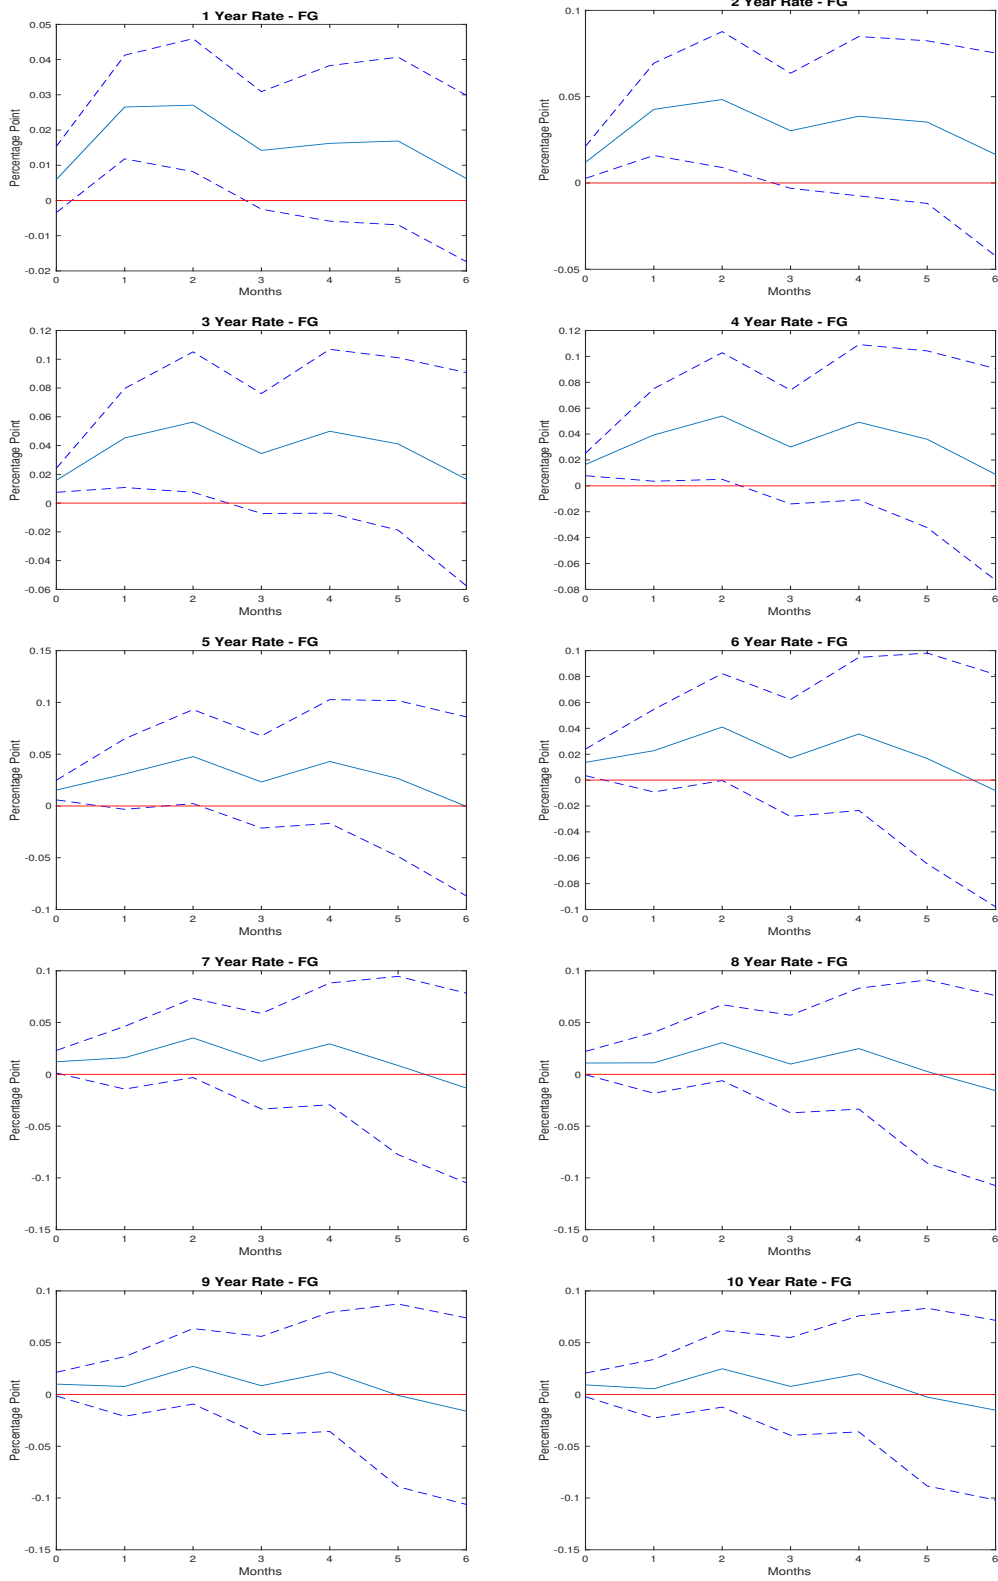 1 Year Rate - FG
0.05
0.04
0.03
0.02
0.01
0
-0.01
-0.02
Percentage Point
0 1 2 3 4 5 6
Months
2 Year Rate - FG
0.1
0.05
0
-0.05
Percentage Point
0 1 2 3 4 5 6
Months
3 Year Rate - FG
0.12
0.1
0.08
0.06
0.04
0.02
0
-0.02
-0.04
-0.06
Percentage Point
0 1 2 3 4 5 6
Months
4 Year Rate - FG
0.12
0.1
0.08
0.06
0.04
0.02
0
-0.02
-0.04
-0.06
-0.08
Percentage Point
0 1 2 3 4 5 6
Months
5 Year Rate - FG
0.15
0.1
0.05
0
-0.05
-0.1
Percentage Point
0 1 2 3 4 5 6
Months
6 Year Rate - FG
0.1
0.08
0.06
0.04
0.02
0
-0.02
-0.04
-0.06
-0.08
-0.1
Percentage Point
0 1 2 3 4 5 6
Months
7 Year Rate - FG
0.1
0.05
0
-0.05
-0.1
-0.15
Percentage Point
0 1 2 3 4 5 6
Months
8 Year Rate - FG
0.1
0.05
0
-0.05
-0.1
-0.15
Percentage Point
0 1 2 3 4 5 6
Months
9 Year Rate - FG
0.1
0.05
0
-0.05
-0.1
-0.15
Percentage Point
0 1 2 3 4 5 6
Months
10 Year Rate - FG
0.1
0.05
0
-0.05
-0.1
-0.15
Percentage Point
0 1 2 3 4 5 6
Months